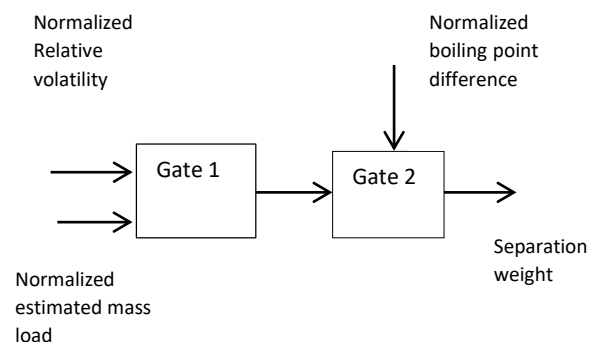 Normalized
Relative
volatility
Normalized
boiling point
difference
Gate 1
Gate 2
Separation
weight
Normalized
estimated mass
load